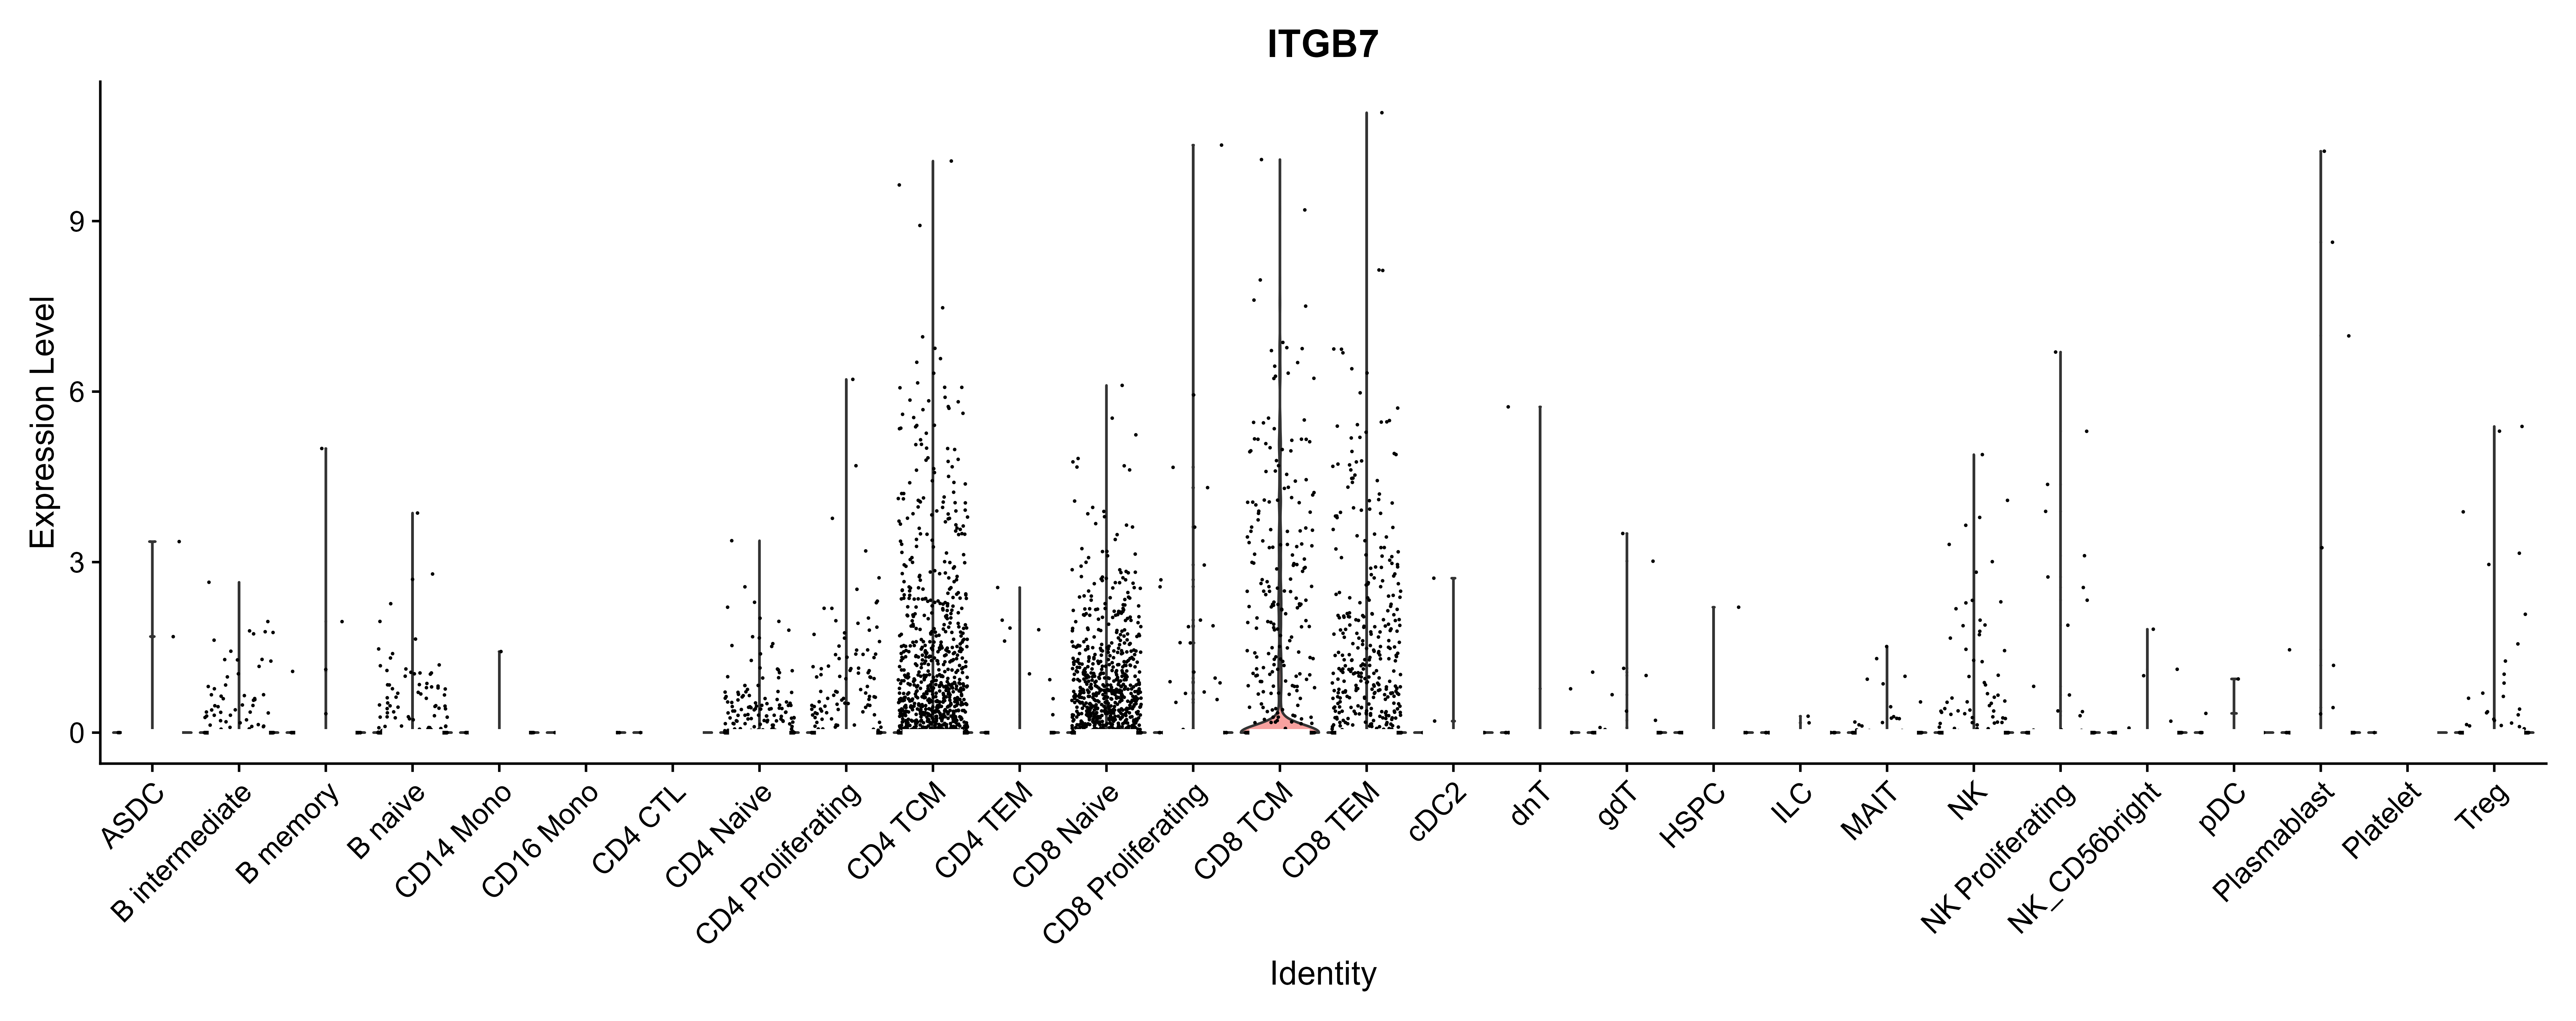 ITGB7
Expression Level
9
6
3
0
ASDC
B intermediate
B memory
B naive
CD14 Mono
CD16 Mono
CD4 CTL
CD4 Naive
CD4 Proliferating
CD4 TCM
CD4 TEM
CD8 Naive
CD8 Proliferating
CD8 TCM
CD8 TEM
cDC2
dnT
gdT
HSPC
ILC
MAIT
NK
NK Proliferating
NK_CD56bright
pDC
Plasmablast
Platelet
Treg
Identity